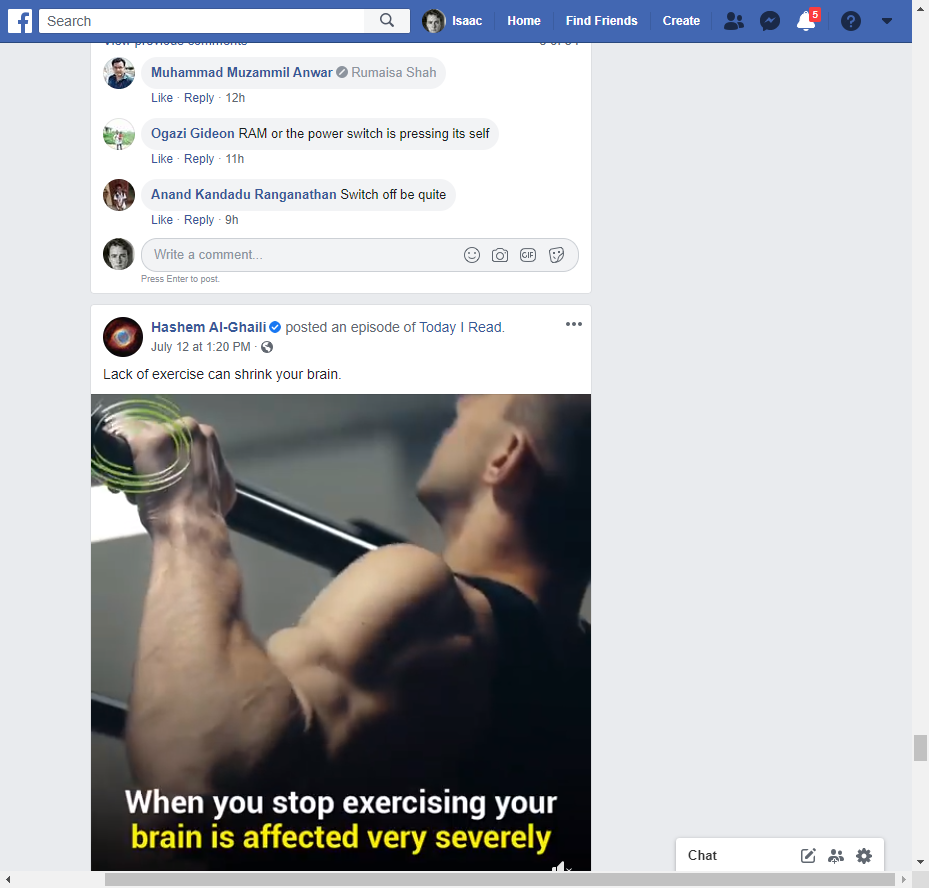 Search
Isaac
Home
Find Friends
Create
5
Muhammad Muzammil Anwar Rumaisa Shah
Like · Reply · 12h
Ogazi Gideon RAM or the power switch is pressing its self
Like · Reply · 11h
Anand Kandadu Ranganathan Switch off be quite
Like · Reply · 9h
Write a comment...
GIF
Press Enter to post.
Hashem Al-Ghaili posted an episode of Today I Read.
July 12 at 1:20 PM ·
Lack of exercise can shrink your brain.
When you stop exercising your
brain is affected very severely
Chat